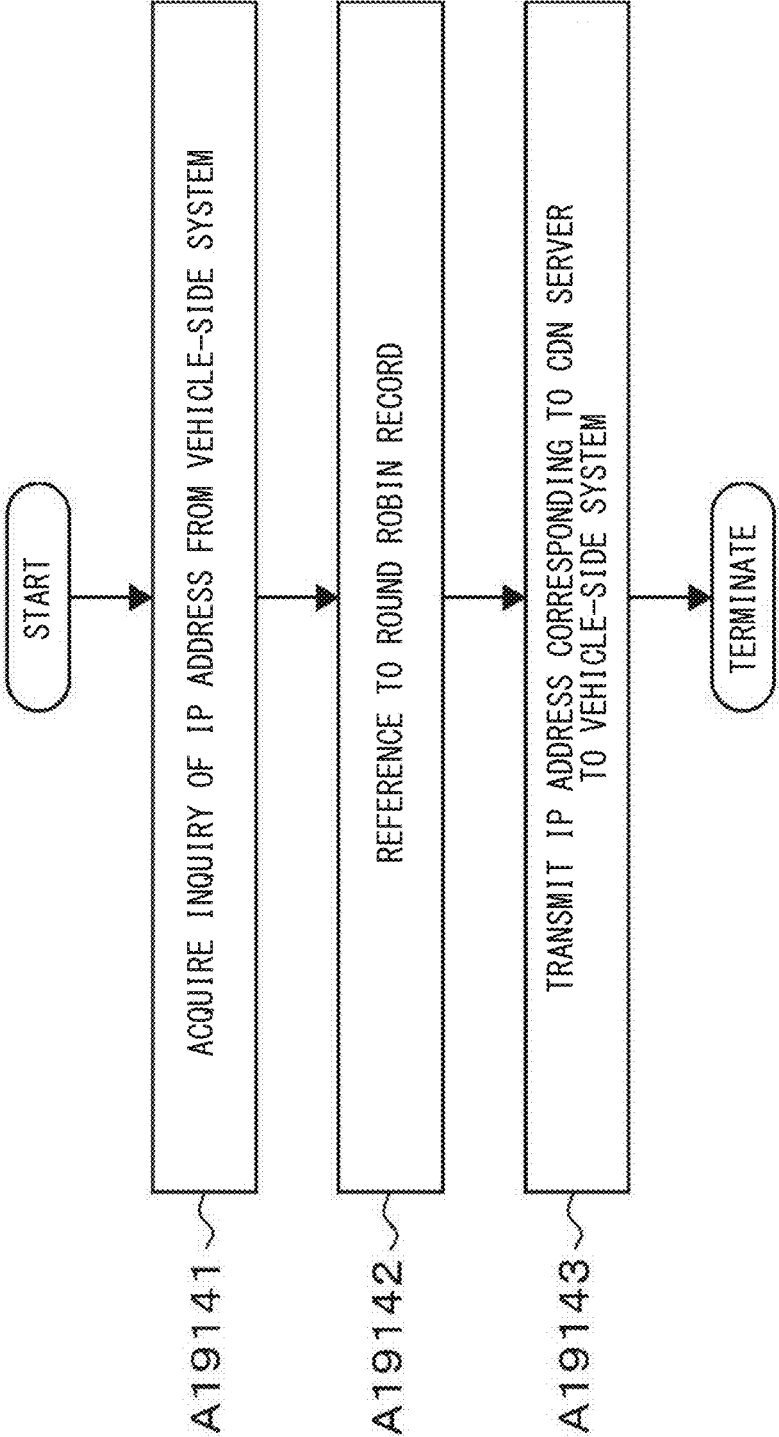 START
A19141
ACQUIRE INQUIRY OF IP ADDRESS FROM VEHICLE-SIDE SYSTEM
A19142
REFERENCE TO ROUND ROBIN RECORD
A19143
TRANSMIT IP ADDRESS CORRESPONDING TO CDN SERVER
TO VEHICLE-SIDE SYSTEM
TERMINATE